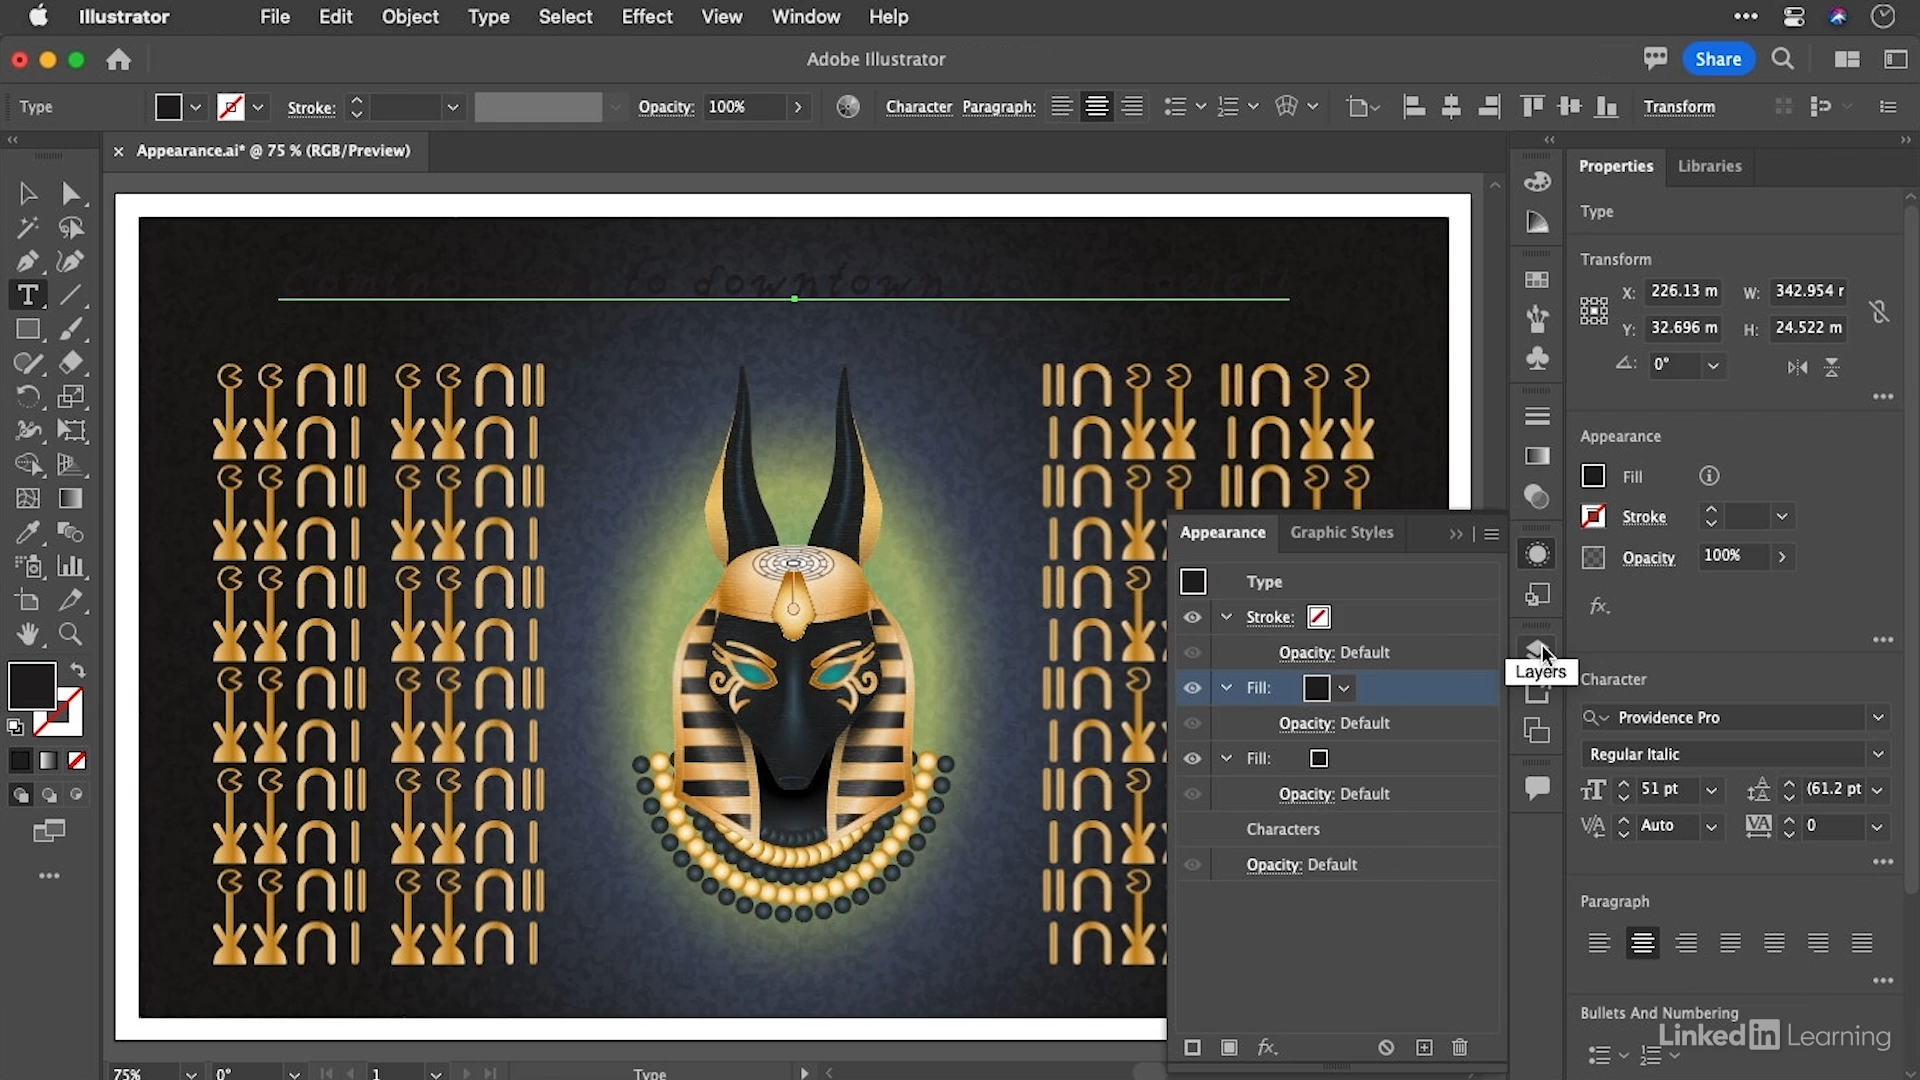 Illustrator File Edit Object Type Select Effect View Window Help
Adobe Illustrator
Share
Type Stroke: Opacity: 100% Character Paragraph: Transform
× Appearance.ai* @ 75 % (RGB/Preview)
to downtown
Properties Libraries
Type
Transform
X: 226.13 m W: 342.954 r
Y: 32.696 m H: 24.522 m
0°
Appearance
Fill
Stroke
Opacity 100%
fx.
Appearance Graphic Styles
Type
Stroke:
Opacity: Default
Fill:
Opacity: Default
Fill:
Opacity: Default
Characters
Opacity: Default
fx.
Layers
Character
Providence Pro
Regular Italic
51 pt (61.2 pt
Auto 0
Paragraph
Bullets And Numbering
LinkedIn Learning
75% 0° 1 Type